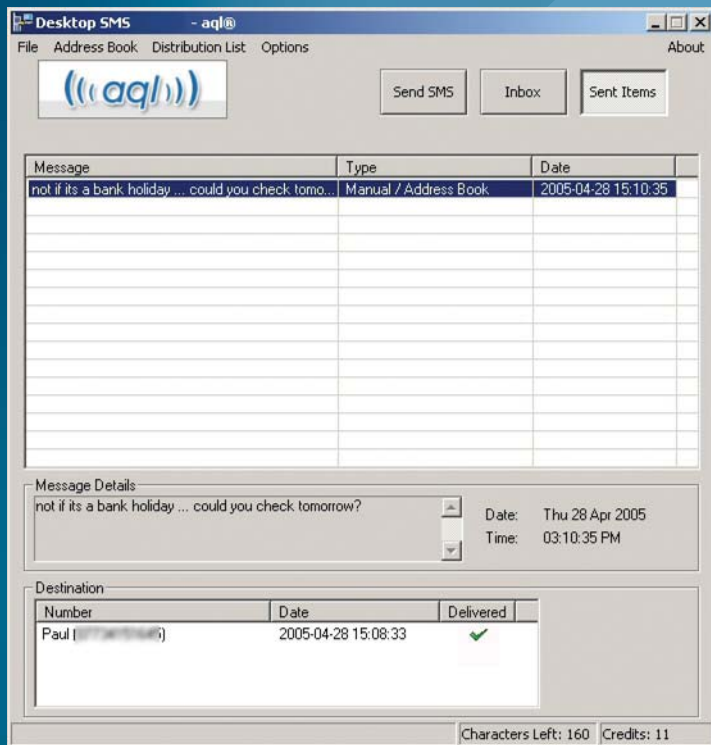 Desktop SMS - aql®
File Address Book Distribution List Options About
(((aql)))
Send SMS Inbox Sent Items
Message Type Date
not if its a bank holiday ... could you check tomo... Manual / Address Book 2005-04-28 15:10:35
Message Details
not if its a bank holiday ... could you check tomorrow?
Date: Thu 28 Apr 2005
Time: 03:10:35 PM
Destination
Number Date Delivered
Paul ( ) 2005-04-28 15:08:33
Characters Left: 160 Credits: 11